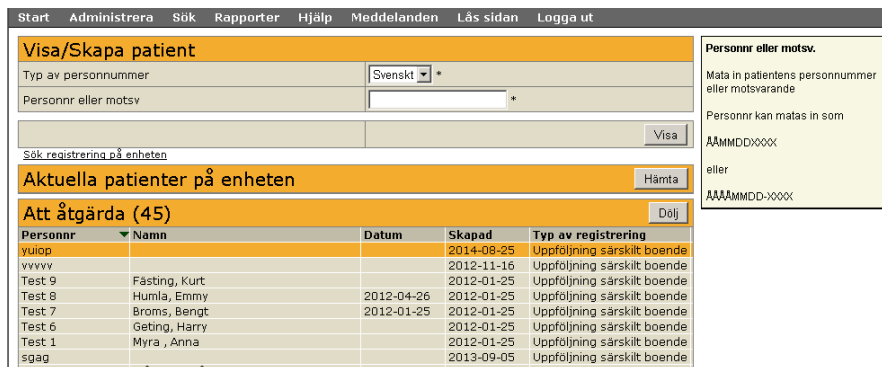 Start Administrera Sök Rapporter Hjälp Meddelanden Lås sidan Logga ut
Visa/Skapa patient
Typ av personnummer Svenskt *
Personnr eller motsv *
Visa
Sök registrering på enheten
Aktuella patienter på enheten Hämta
Att åtgärda (45) Dölj
Personnr Namn Datum Skapad Typ av registrering
yuiop 2014-08-25 Uppföljning särskilt boende
vvvvv 2012-11-16 Uppföljning särskilt boende
Test 9 Fästing, Kurt 2012-01-25 Uppföljning särskilt boende
Test 8 Humla, Emmy 2012-04-26 2012-01-25 Uppföljning särskilt boende
Test 7 Broms, Bengt 2012-01-25 2012-01-25 Uppföljning särskilt boende
Test 6 Geting, Harry 2012-01-25 Uppföljning särskilt boende
Test 1 Myra , Anna 2012-01-25 Uppföljning särskilt boende
sgag 2013-09-05 Uppföljning särskilt boende
Personnr eller motsv.
Mata in patientens personnummer
eller motsvarande
Personnr kan matas in som
ÅÅMMDDXXXX
eller
ÅÅÅÅMMDD-XXXX